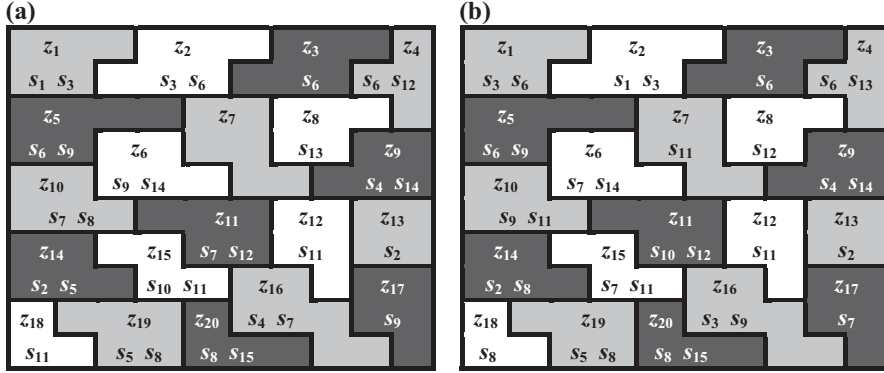 (a)
z1 z2 z3 z4
s1 s3 s3 s6 s6 s6 s12
z5 z7 z8
s6 s9 z6 s13 z9
s9 s14 s4 s14
z10
s7 s8 z11 z12 z13
s7 s12 s11 s2
z14 z15
s2 s5 s10 s11 z16 z17
s4 s7 s9
z18 z19 z20
s11 s5 s8 s8 s15
(b)
z1 z2 z3 z4
s3 s6 s1 s3 s6 s6 s13
z5 z7 z8
s6 s9 z6 s11 s12 z9
s7 s14 s4 s14
z10
s9 s11 z11 z12 z13
s10 s12 s11 s2
z14 z15
s2 s8 s7 s11 z16 z17
s3 s9 s7
z18 z19 z20
s8 s5 s8 s8 s15